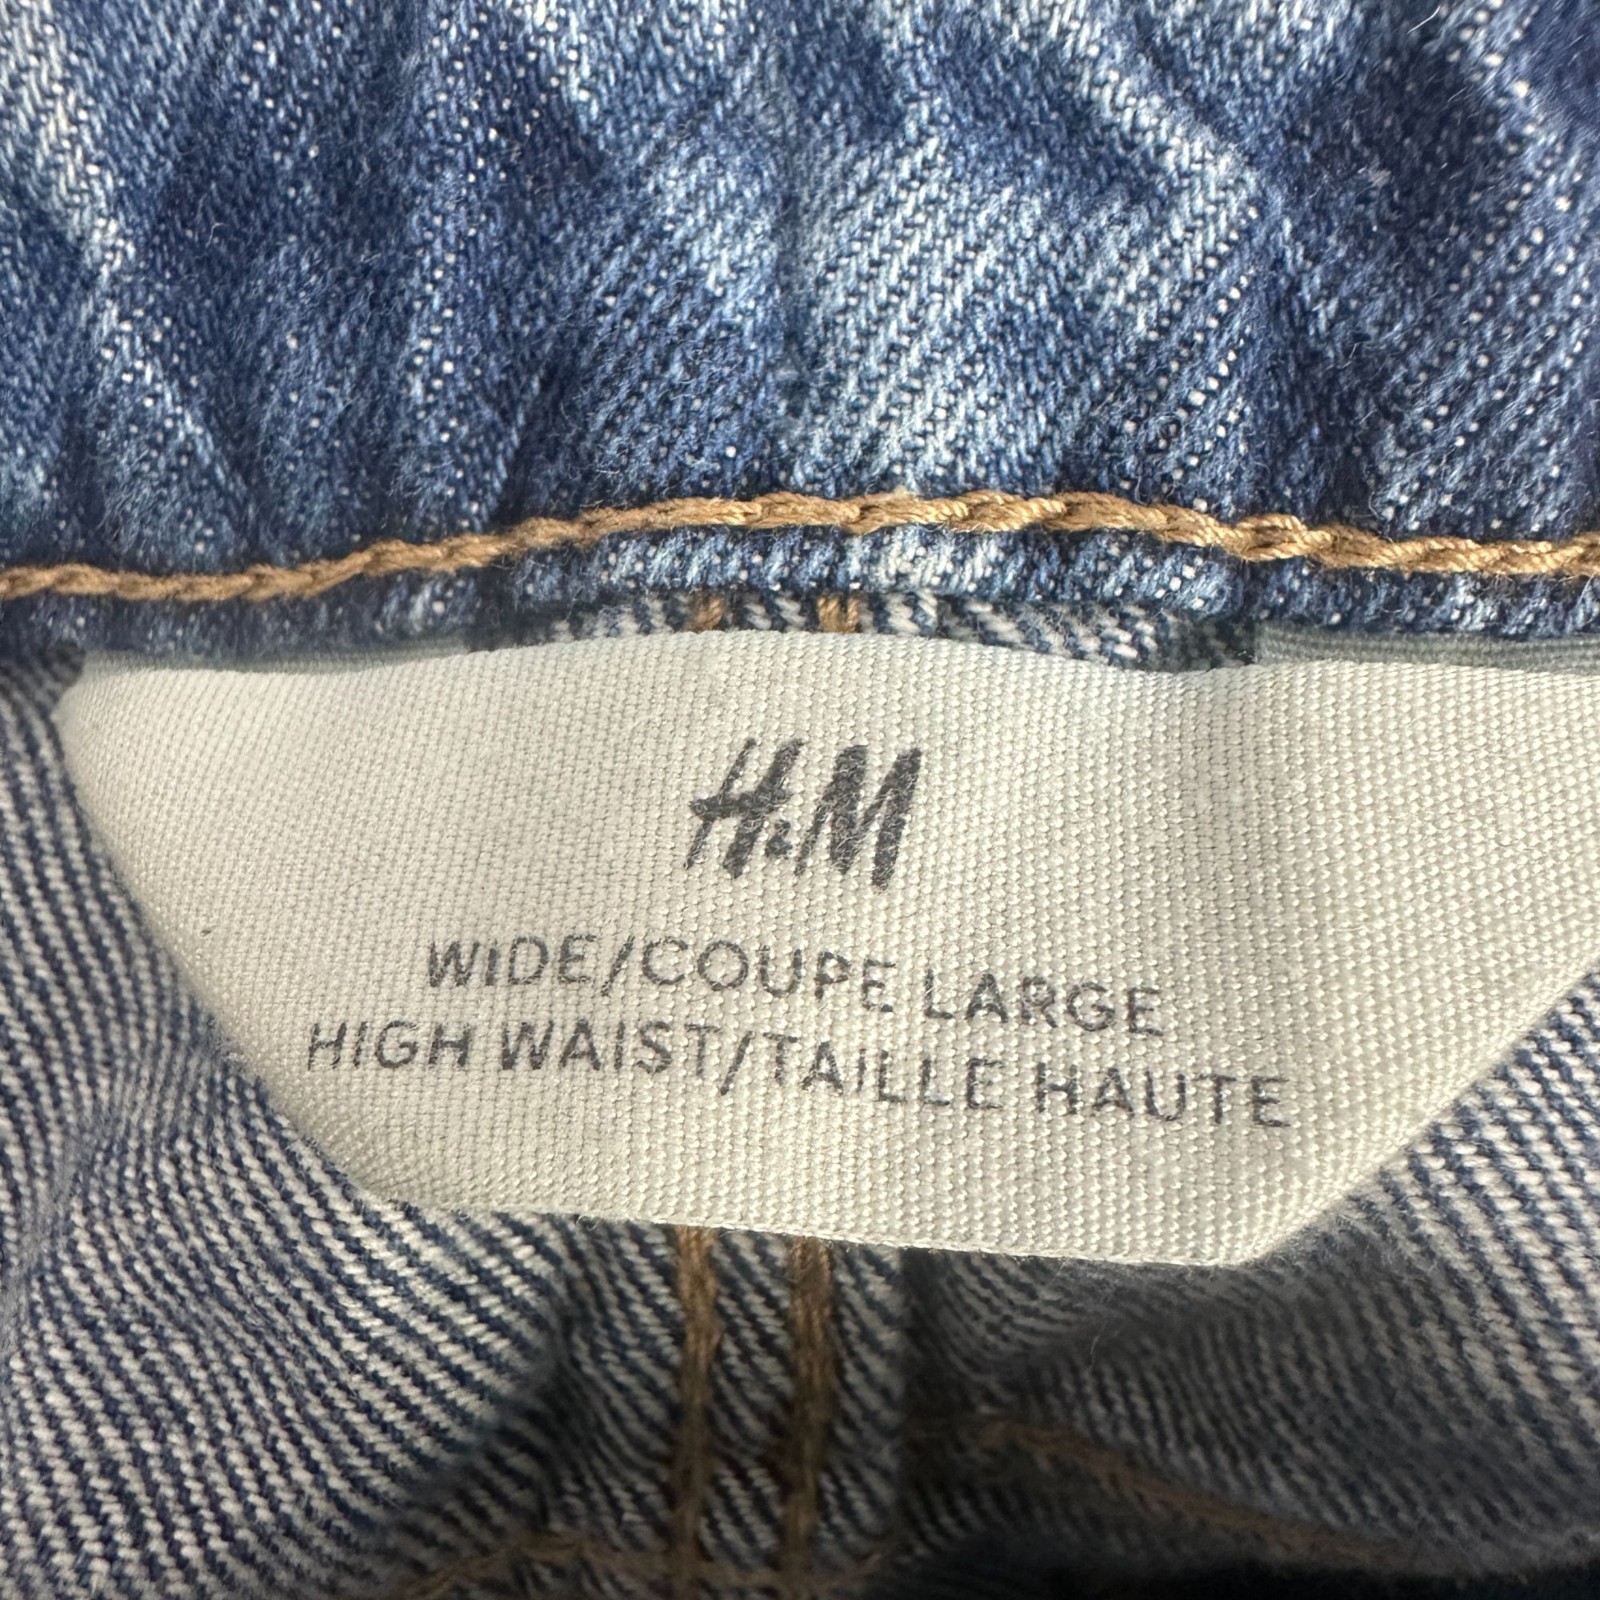 H&M
WIDE/COUPE LARGE
HIGH WAIST/TAILLE HAUTE